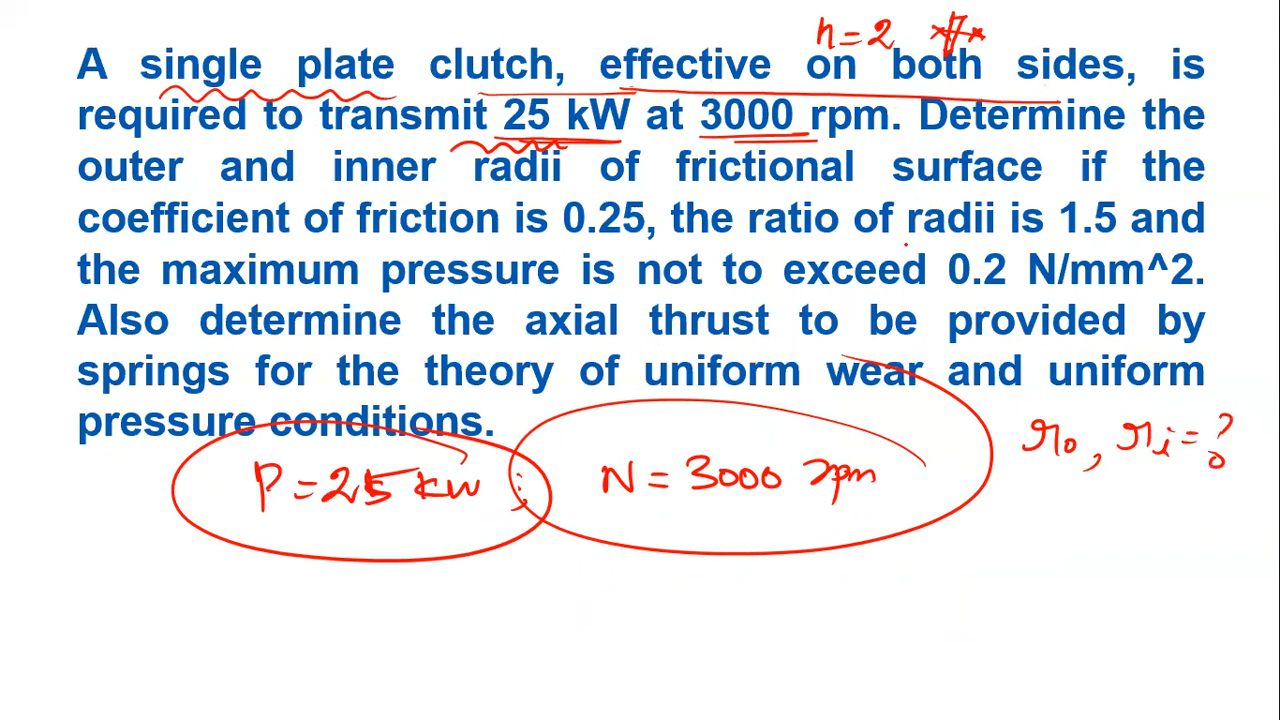 n = 2
A single plate clutch, effective on both sides, is
required to transmit 25 kW at 3000 rpm. Determine the
outer and inner radii of frictional surface if the
coefficient of friction is 0.25, the ratio of radii is 1.5 and
the maximum pressure is not to exceed 0.2 N/mm^2.
Also determine the axial thrust to be provided by
springs for the theory of uniform wear and uniform
pressure conditions.
r₀, rᵢ = ?
P = 25 kW ; N = 3000 rpm